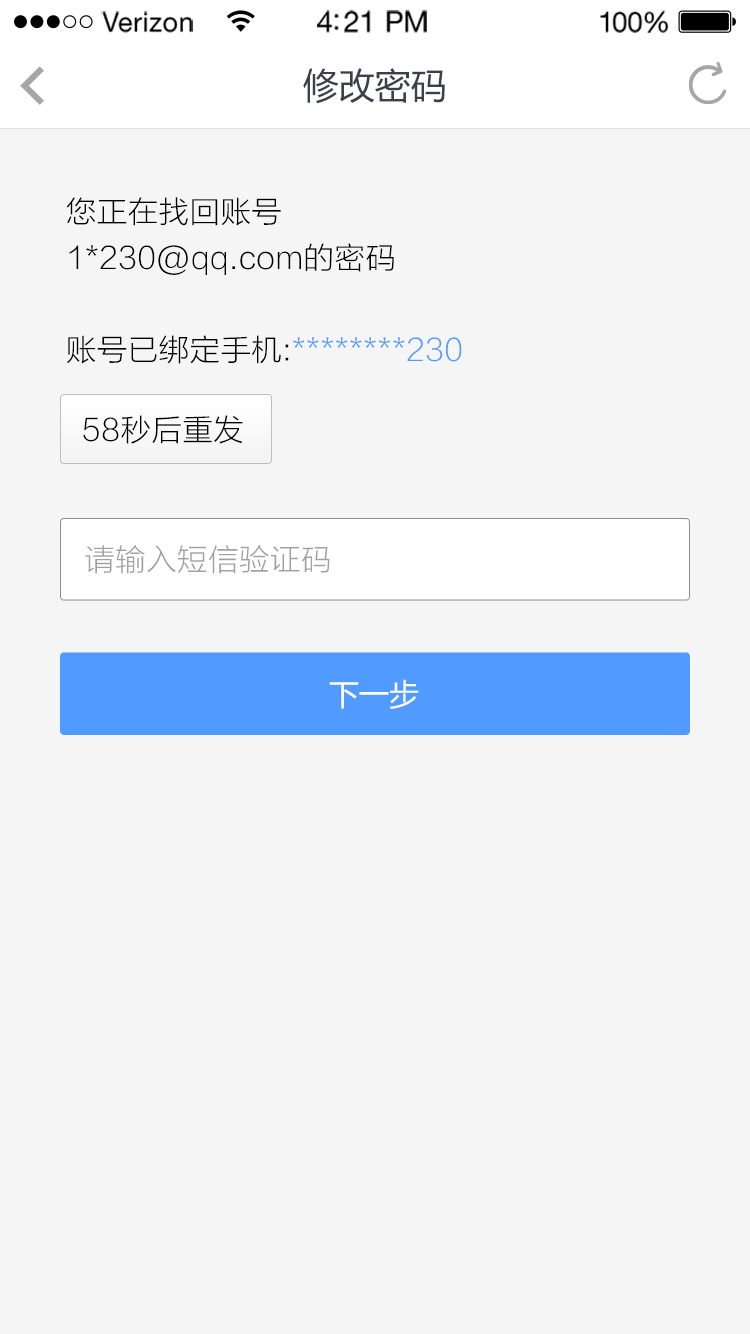 Verizon 4:21 PM 100%
修改密码
您正在找回账号
1*230@qq.com的密码
账号已绑定手机:********230
58秒后重发
请输入短信验证码
下一步